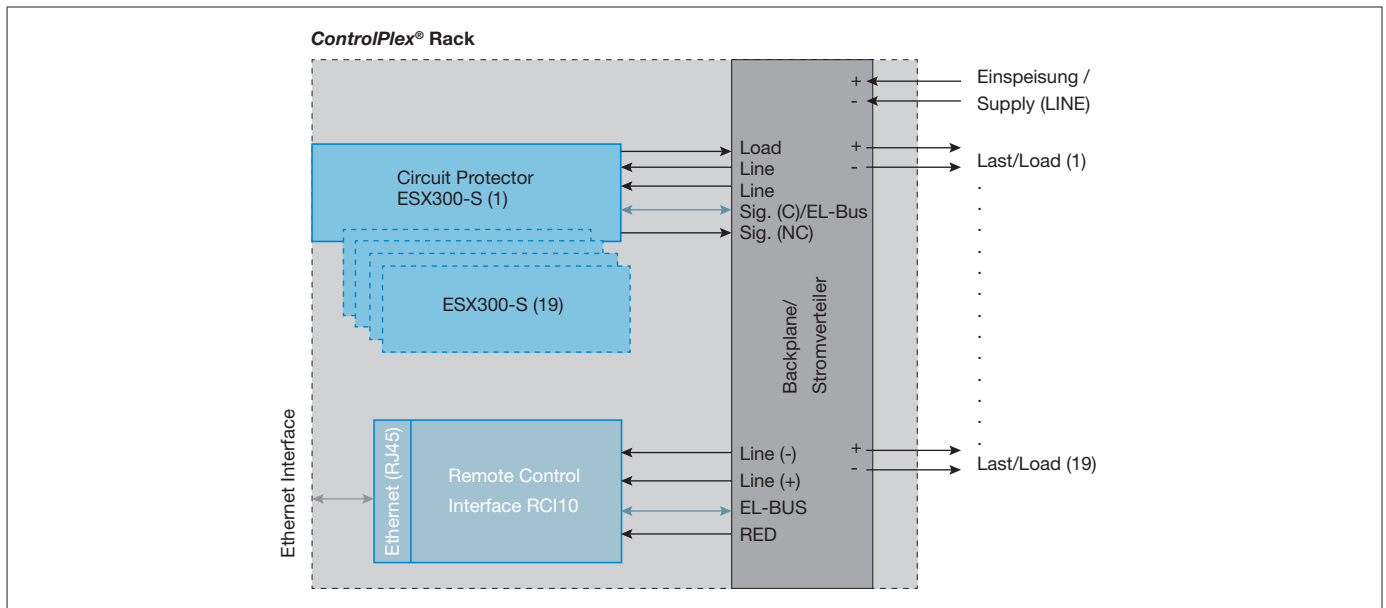 ControlPlex® Rack
+
Einspeisung /
-
Supply (LINE)
Load
+
Last/Load (1)
Line
-
Line
Sig. (C)/EL-Bus
Sig. (NC)
Circuit Protector
ESX300-S (1)
ESX300-S (19)
Backplane/
Stromverteiler
Ethernet Interface
Ethernet (RJ45)
Remote Control
Interface RCI10
Line (-)
Line (+)
EL-BUS
RED
+
-
Last/Load (19)